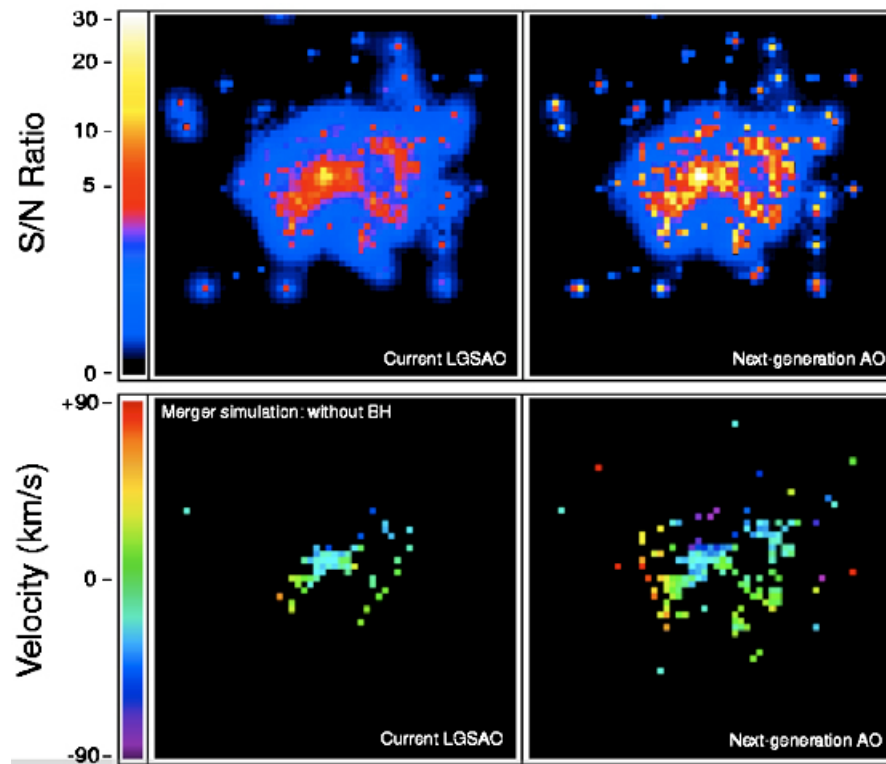 S/N Ratio
30
20
10
5
0
Current LGSAO
Next-generation AO
Velocity (km/s)
+90
0
-90
Merger simulation: without BH
Current LGSAO
Next-generation AO